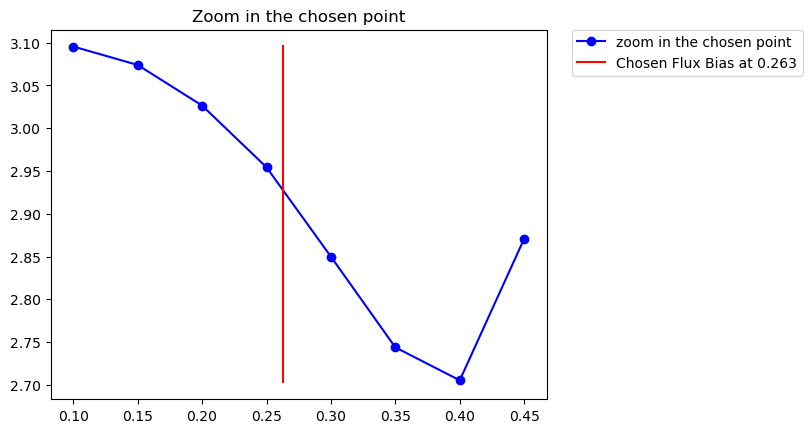 Zoom in the chosen point
zoom in the chosen point
Chosen Flux Bias at 0.263
3.10
3.05
3.00
2.95
2.90
2.85
2.80
2.75
2.70
0.10 0.15 0.20 0.25 0.30 0.35 0.40 0.45